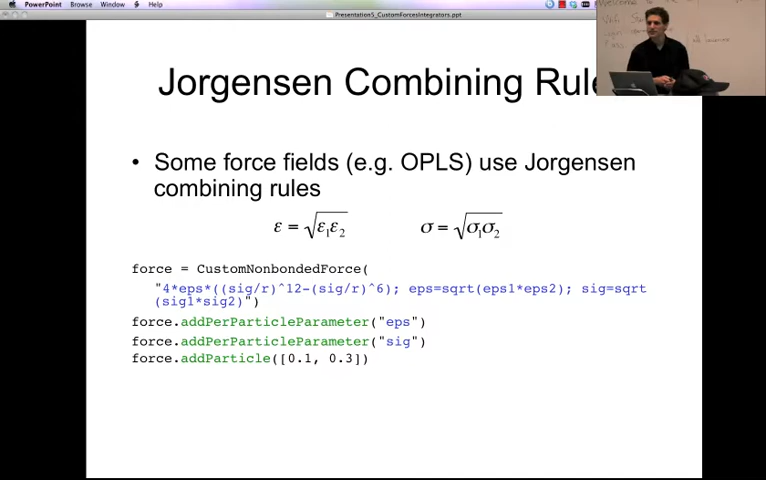 PowerPoint Browse Window Help
Presentation5_CustomForcesIntegrators.ppt
Jorgensen Combining Rule
• Some force fields (e.g. OPLS) use Jorgensen
combining rules
ε = √ε₁ε₂ σ = √σ₁σ₂
force = CustomNonbondedForce(
"4*eps*((sig/r)^12-(sig/r)^6); eps=sqrt(eps1*eps2); sig=sqrt
(sig1*sig2)")
force.addPerParticleParameter("eps")
force.addPerParticleParameter("sig")
force.addParticle([0.1, 0.3])